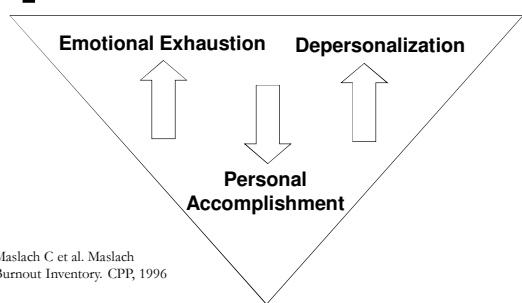 Emotional Exhaustion
Depersonalization
Personal
Accomplishment
Maslach C et al. Maslach
Burnout Inventory. CPP, 1996